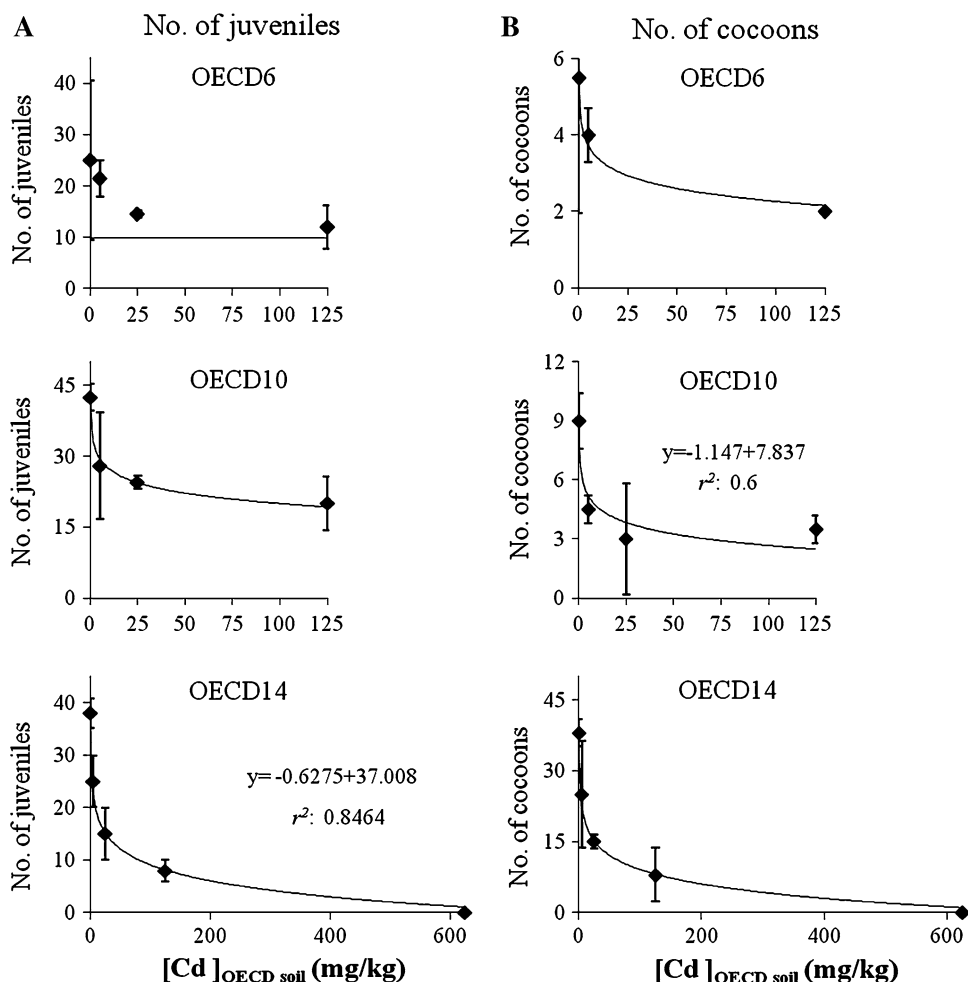 A No. of juveniles
OECD6
No. of juveniles
40
30
20
10
0
0 25 50 75 100 125
OECD10
No. of juveniles
45
30
15
0
0 25 50 75 100 125
OECD14
No. of juveniles
40
30
20
10
0
y= -0.6275+37.008
r²: 0.8464
0 200 400 600
[Cd ]OECD soil (mg/kg)
B No. of cocoons
OECD6
No. of cocoons
6
4
2
0
0 25 50 75 100 125
OECD10
No. of cocoons
12
9
6
3
0
y=-1.147+7.837
r²: 0.6
0 25 50 75 100 125
OECD14
No. of cocoons
45
30
15
0
0 200 400 600
[Cd ]OECD soil (mg/kg)